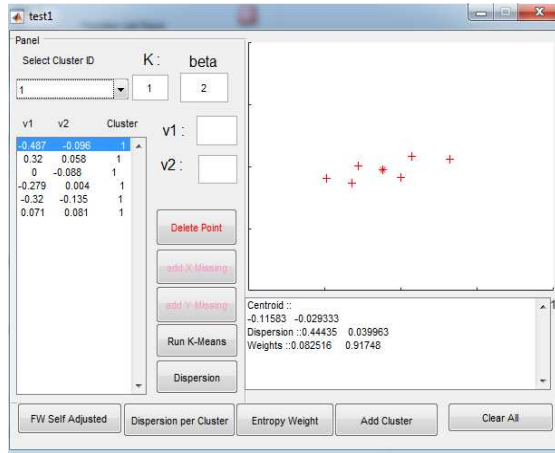 test1
Panel
Select Cluster ID K : beta
1 1 2
v1 v2 Cluster v1 :
-0.487 -0.096 1
0.32 0.058 1
0 -0.088 1 v2 :
-0.279 0.004 1
-0.32 -0.135 1
0.071 0.081 1
Delete Point
add X Missing
add Y Missing
Run K-Means
Dispersion
1
Centroid ::
-0.11583 -0.029333
Dispersion ::0.44435 0.039963
Weights ::0.082516 0.91748
FW Self Adjusted Dispersion per Cluster Entropy Weight Add Cluster Clear All